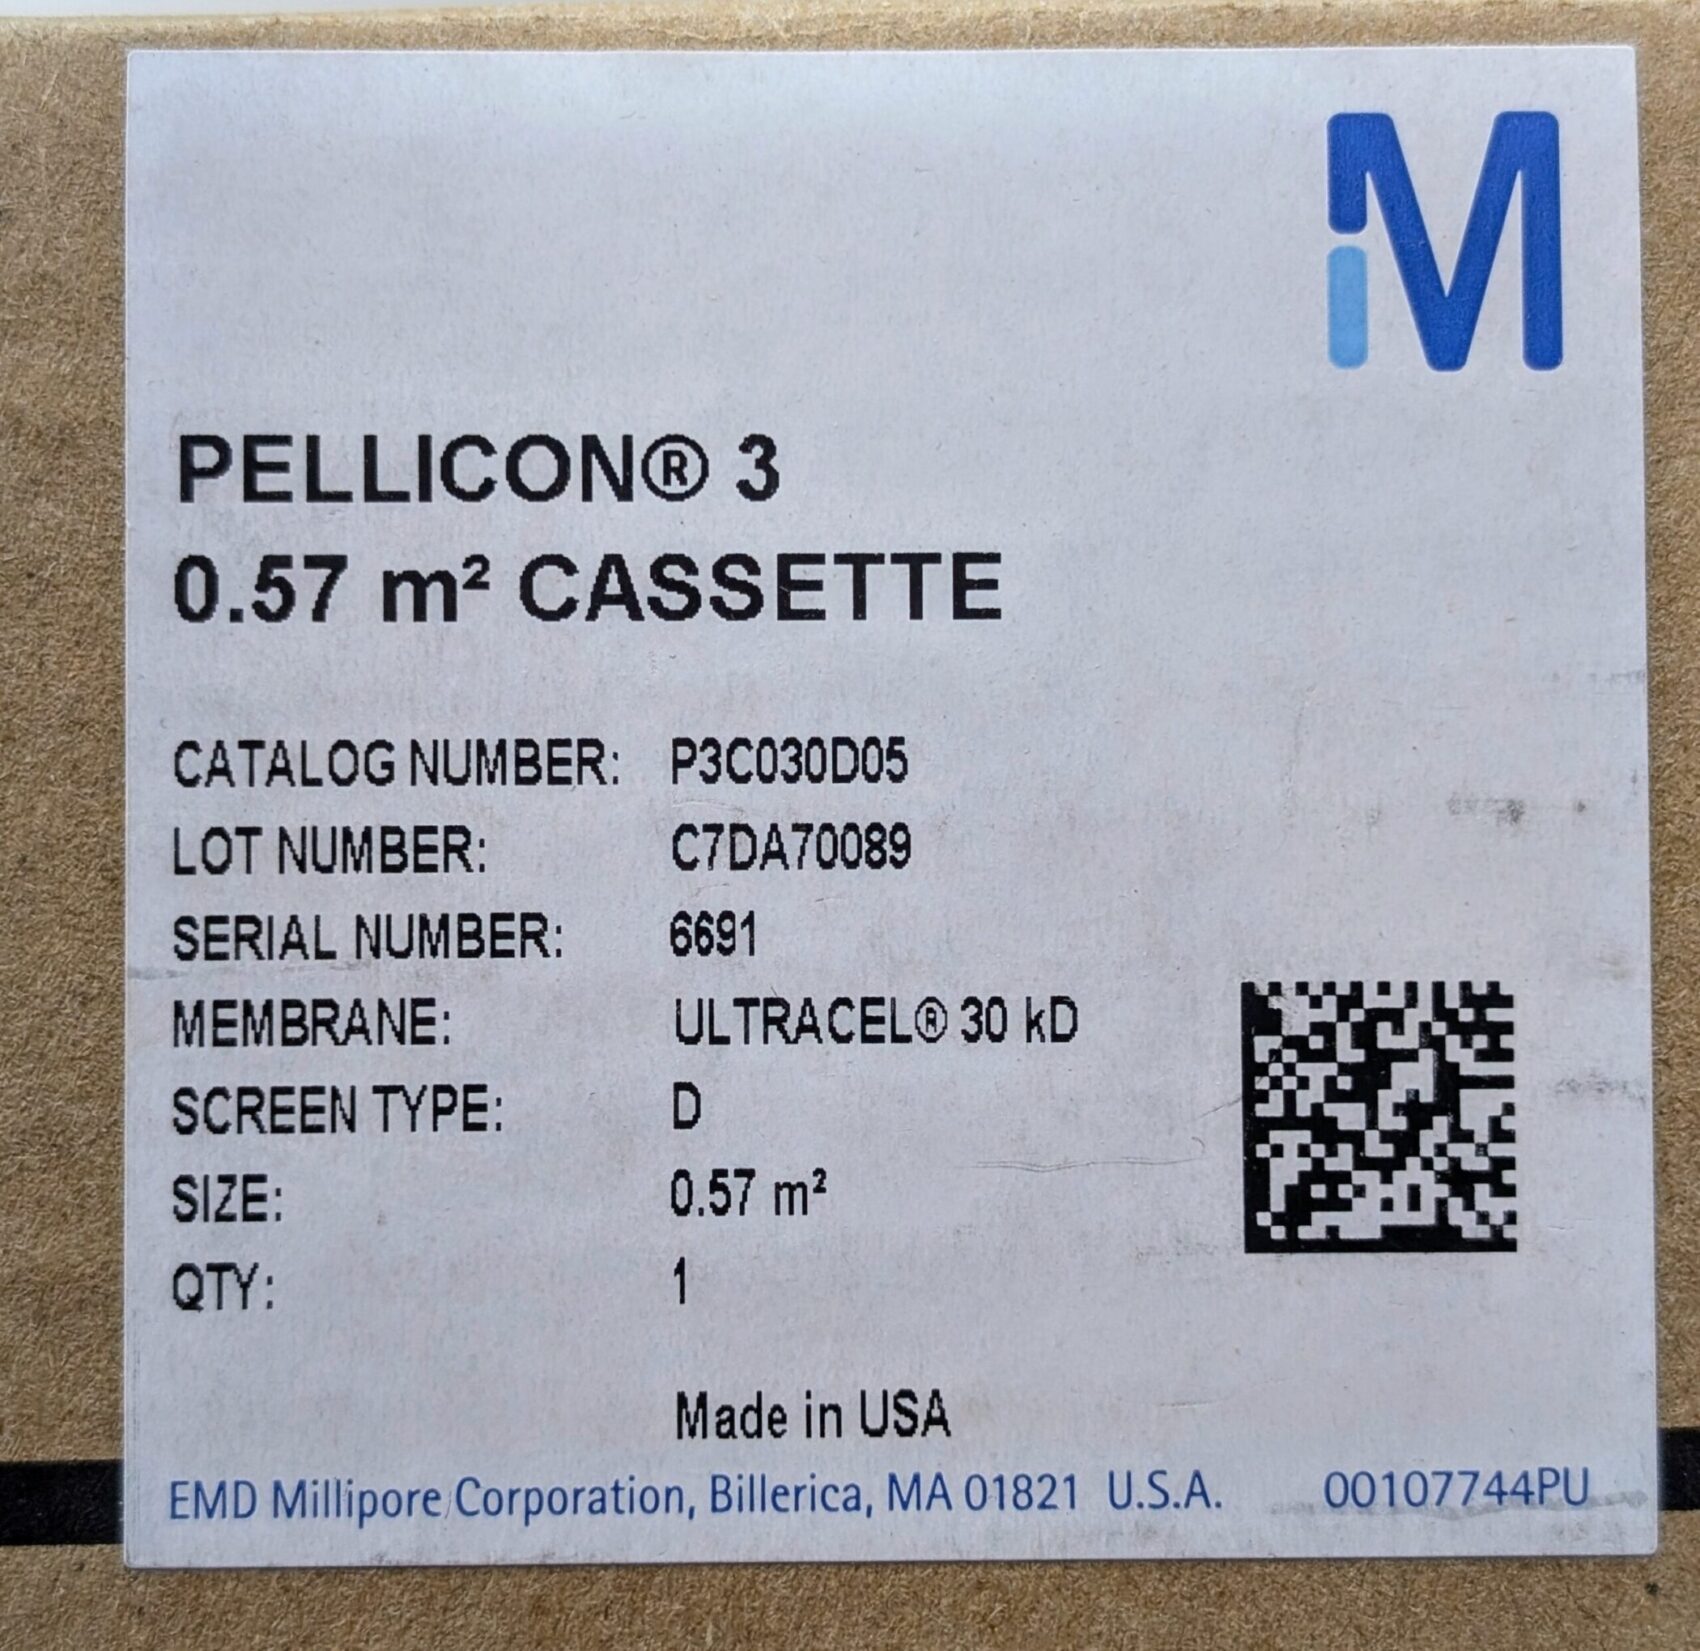 M
PELLICON® 3
0.57 m² CASSETTE
CATALOG NUMBER: P3C030D05
LOT NUMBER: C7DA70089
SERIAL NUMBER: 6691
MEMBRANE: ULTRACEL® 30 kD
SCREEN TYPE: D
SIZE: 0.57 m²
QTY: 1
Made in USA
EMD Millipore Corporation, Billerica, MA 01821 U.S.A. 00107744PU